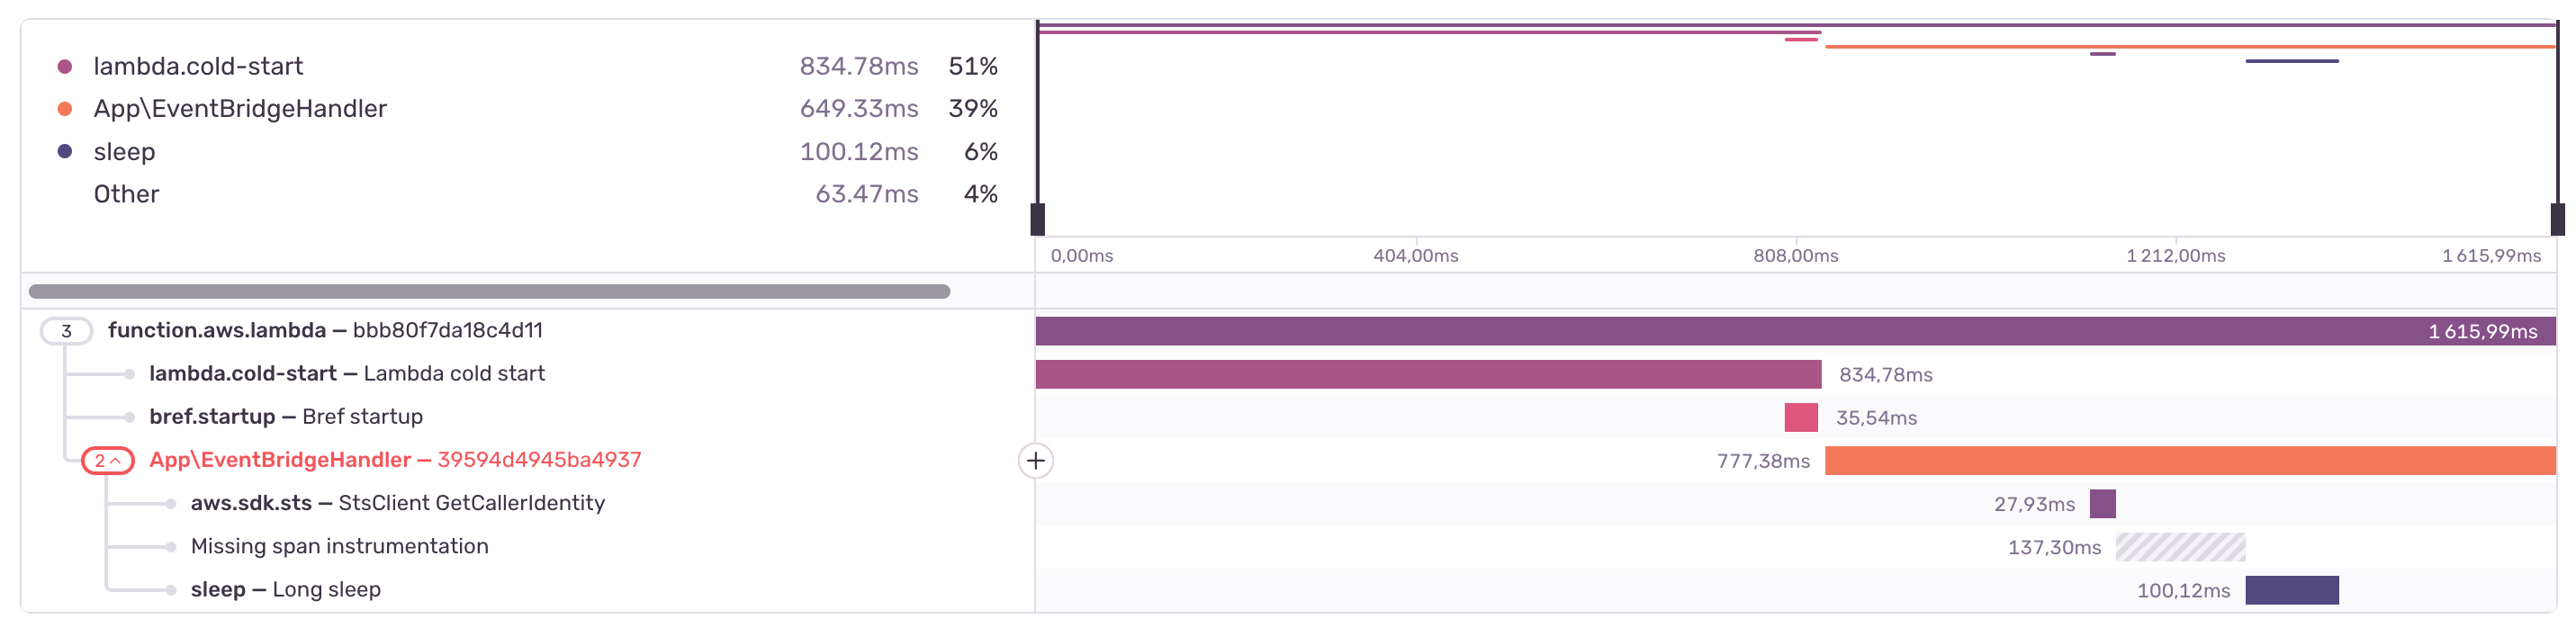 lambda.cold-start 834.78ms 51%
App\EventBridgeHandler 649.33ms 39%
sleep 100.12ms 6%
Other 63.47ms 4%
0,00ms 404,00ms 808,00ms 1 212,00ms 1 615,99ms
3 function.aws.lambda — bbb80f7da18c4d11 1 615,99ms
lambda.cold-start — Lambda cold start 834,78ms
bref.startup — Bref startup 35,54ms
2 App\EventBridgeHandler — 39594d4945ba4937 777,38ms
aws.sdk.sts — StsClient GetCallerIdentity 27,93ms
Missing span instrumentation 137,30ms
sleep — Long sleep 100,12ms